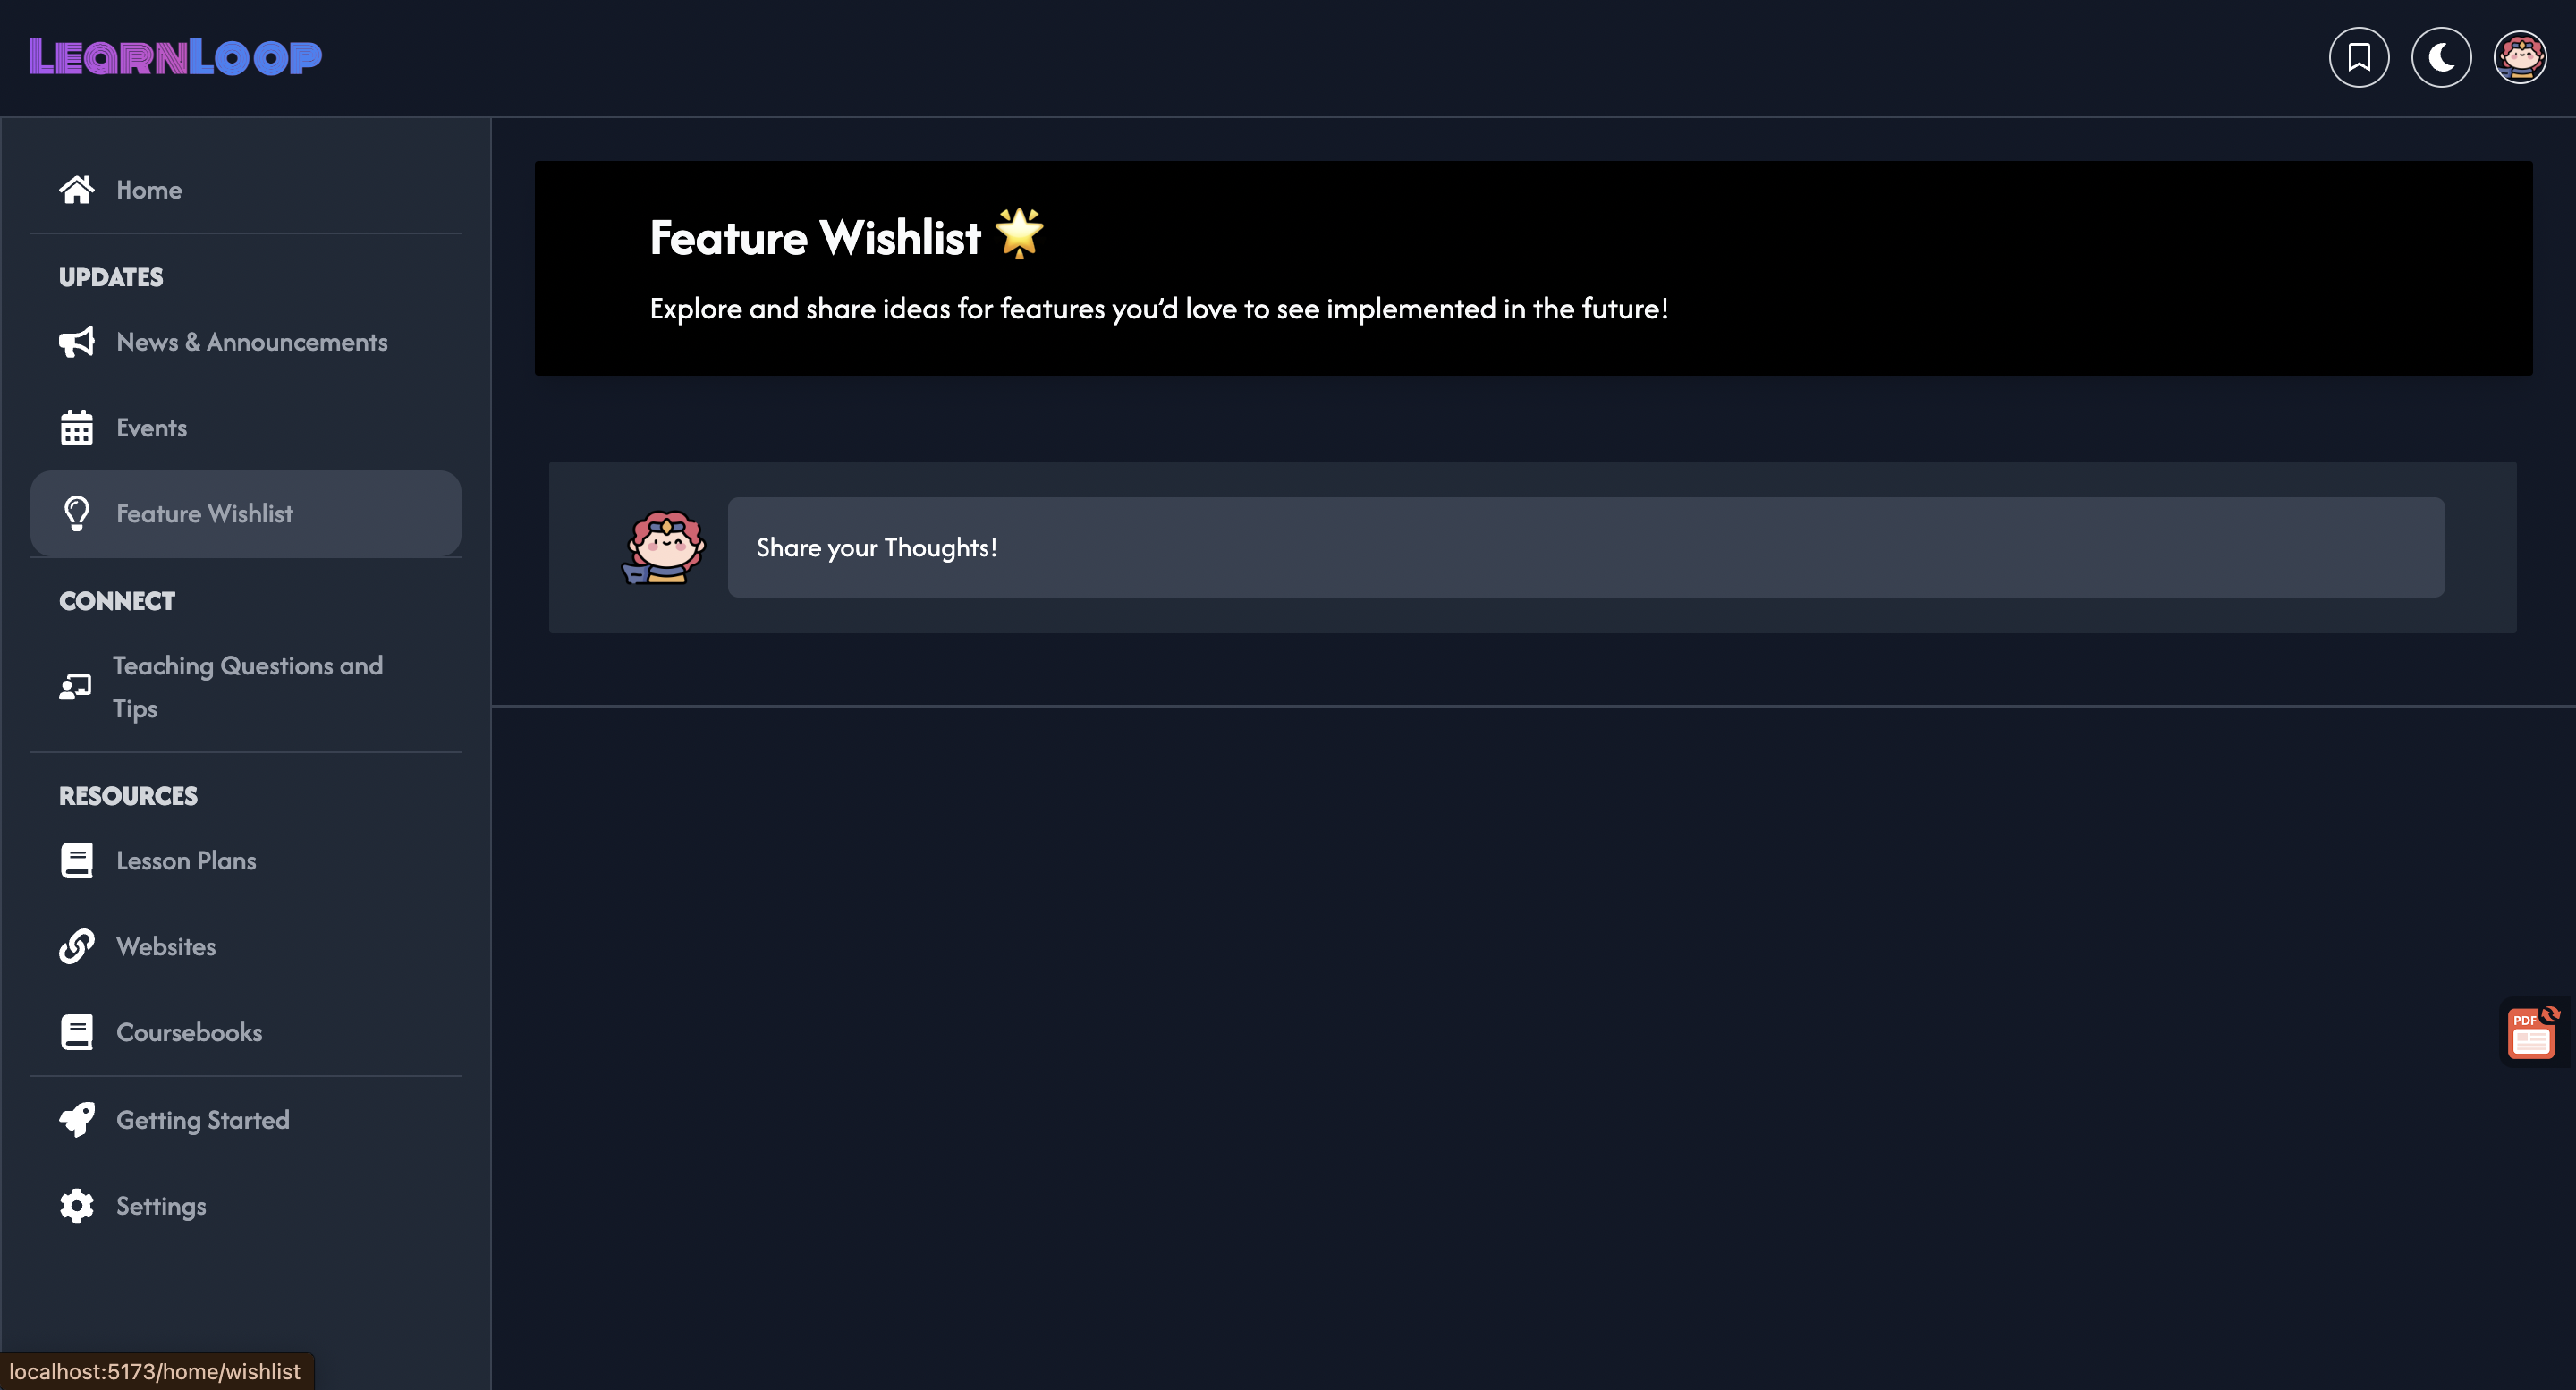 LEARNLOOP
Home
UPDATES
News & Announcements
Events
Feature Wishlist
CONNECT
Teaching Questions and
Tips
RESOURCES
Lesson Plans
Websites
Coursebooks
Getting Started
Settings
Feature Wishlist 🌟
Explore and share ideas for features you’d love to see implemented in the future!
Share your Thoughts!
PDF
localhost:5173/home/wishlist